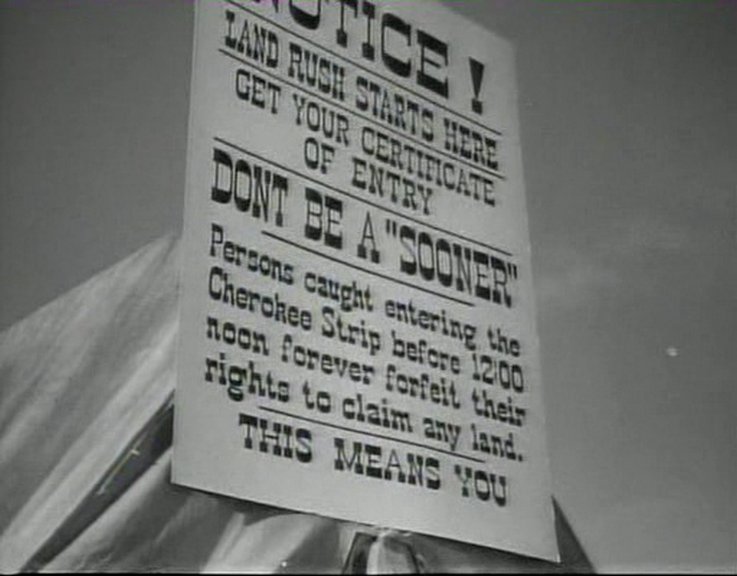 NOTICE!
LAND RUSH STARTS HERE
GET YOUR CERTIFICATE
OF ENTRY
DONT BE A "SOONER"
Persons caught entering the
Cherokee Strip before 12:00
noon forever forfeit their
rights to claim any land.
THIS MEANS YOU